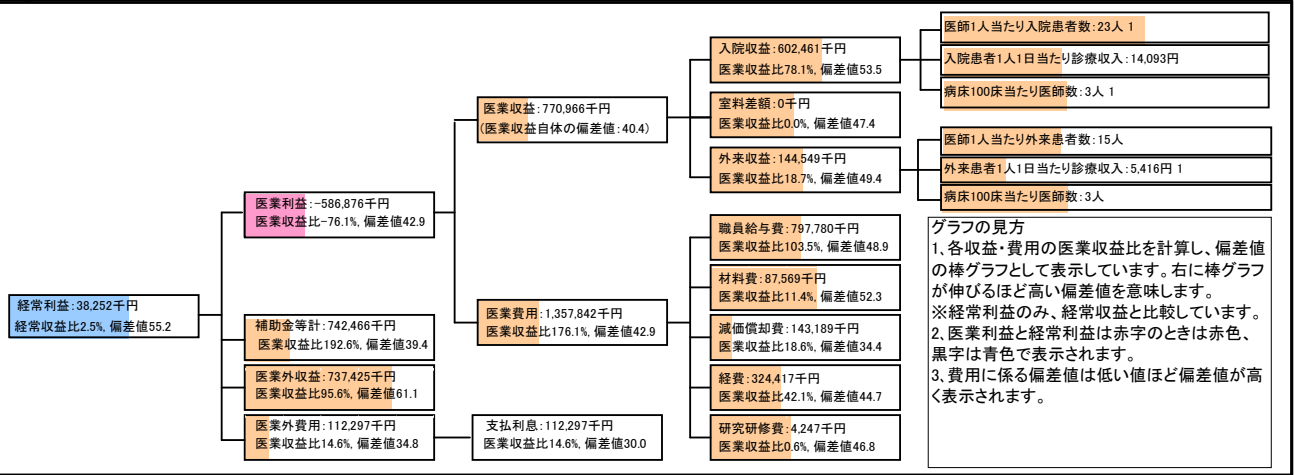 経常利益:38,252千円
経常収益比2.5%, 偏差値55.2
医業利益:-586,876千円
医業収益比-76.1%, 偏差値42.9
補助金等計:742,466千円
医業収益比192.6%, 偏差値39.4
医業外収益:737,425千円
医業収益比95.6%, 偏差値61.1
医業外費用:112,297千円
医業収益比14.6%, 偏差値34.8
支払利息:112,297千円
医業収益比14.6%, 偏差値30.0
医業収益:770,966千円
(医業収益自体の偏差値:40.4)
医業費用:1,357,842千円
医業収益比176.1%, 偏差値42.9
入院収益:602,461千円
医業収益比78.1%, 偏差値53.5
室料差額:0千円
医業収益比0.0%, 偏差値47.4
外来収益:144,549千円
医業収益比18.7%, 偏差値49.4
職員給与費:797,780千円
医業収益比103.5%, 偏差値48.9
材料費:87,569千円
医業収益比11.4%, 偏差値52.3
減価償却費:143,189千円
医業収益比18.6%, 偏差値34.4
経費:324,417千円
医業収益比42.1%, 偏差値44.7
研究研修費:4,247千円
医業収益比0.6%, 偏差値46.8
医師1人当たり入院患者数:23人 1
入院患者1人1日当たり診療収入:14,093円
病床100床当たり医師数:3人 1
医師1人当たり外来患者数:15人
外来患者1人1日当たり診療収入:5,416円 1
病床100床当たり医師数:3人
グラフの見方
1、各収益・費用の医業収益比を計算し、偏差値
の棒グラフとして表示しています。右に棒グラフ
が伸びるほど高い偏差値を意味します。
※経常利益のみ、経常収益と比較しています。
2、医業利益と経常利益は赤字のときは赤色、
黒字は青色で表示されます。
3、費用に係る偏差値は低い値ほど偏差値が高
く表示されます。